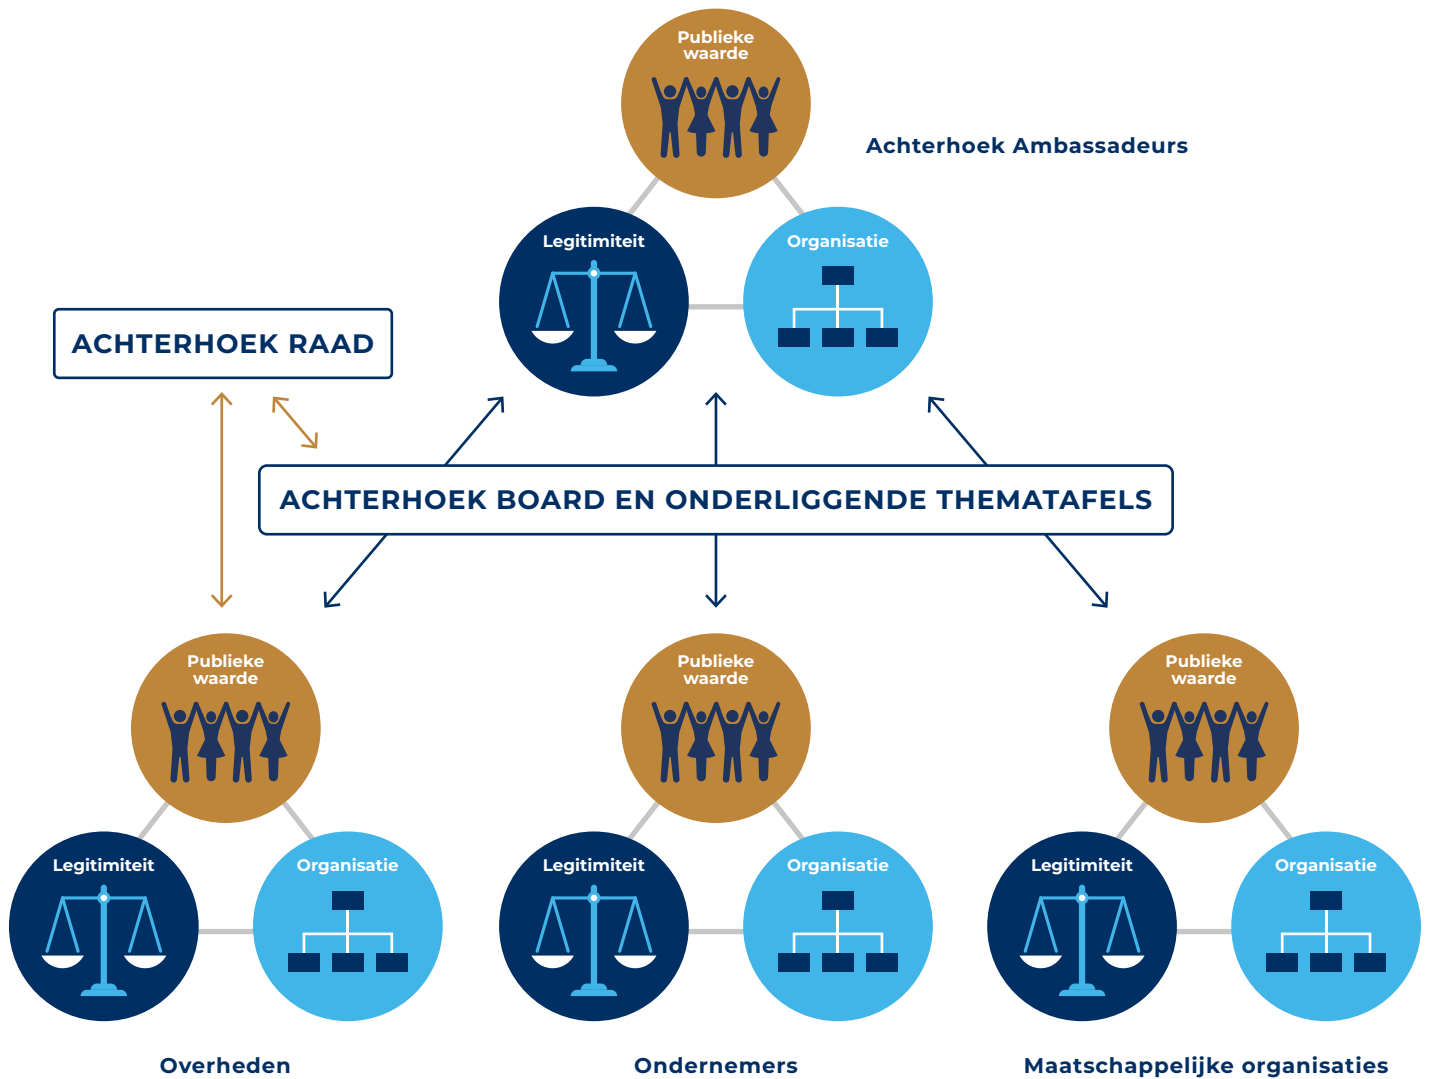 Publieke
waarde
Achterhoek Ambassadeurs
Legitimiteit
Organisatie
ACHTERHOEK RAAD
ACHTERHOEK BOARD EN ONDERLIGGENDE THEMATAFELS
Publieke
waarde
Publieke
waarde
Publieke
waarde
Legitimiteit
Organisatie
Legitimiteit
Organisatie
Legitimiteit
Organisatie
Overheden
Ondernemers
Maatschappelijke organisaties